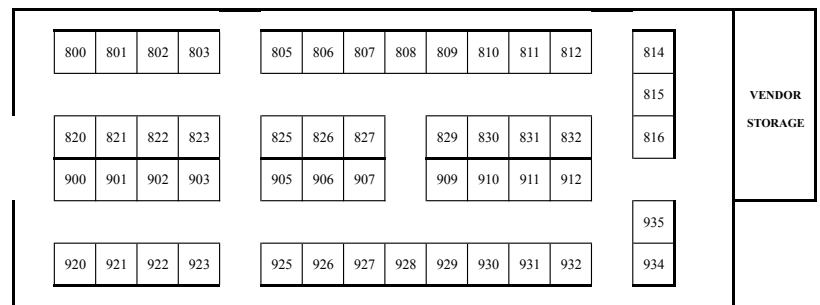 800 801 802 803 805 806 807 808 809 810 811 812 814
815
VENDOR
STORAGE
820 821 822 823 825 826 827 829 830 831 832 816
900 901 902 903 905 906 907 909 910 911 912
935
920 921 922 923 925 926 927 928 929 930 931 932 934